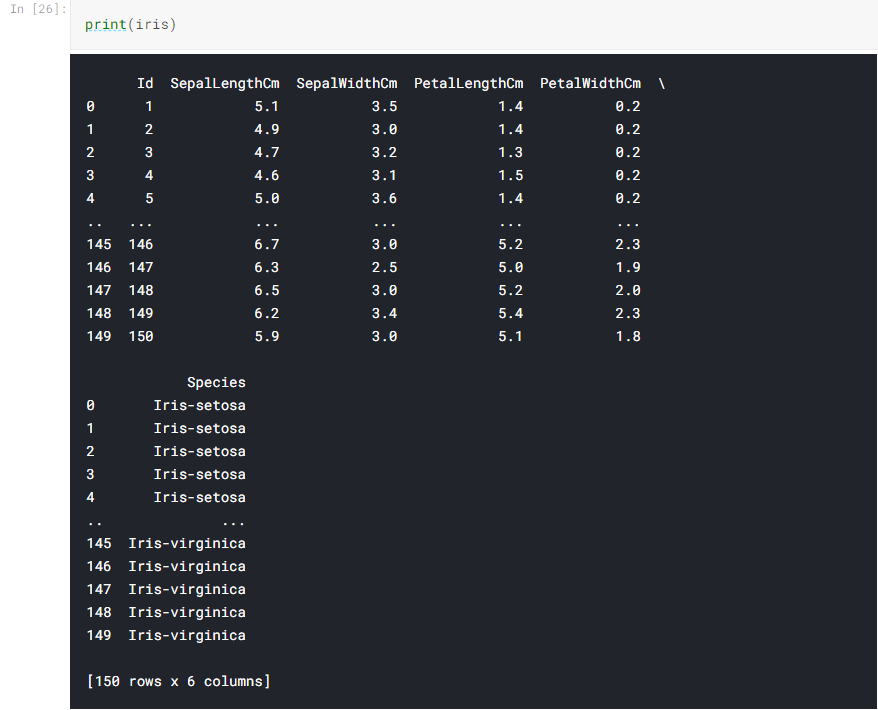 In [26]:
print(iris)
      Id  SepalLengthCm  SepalWidthCm  PetalLengthCm  PetalWidthCm  \
0      1            5.1           3.5            1.4           0.2
1      2            4.9           3.0            1.4           0.2
2      3            4.7           3.2            1.3           0.2
3      4            4.6           3.1            1.5           0.2
4      5            5.0           3.6            1.4           0.2
..   ...            ...           ...            ...           ...
145  146            6.7           3.0            5.2           2.3
146  147            6.3           2.5            5.0           1.9
147  148            6.5           3.0            5.2           2.0
148  149            6.2           3.4            5.4           2.3
149  150            5.9           3.0            5.1           1.8
            Species
0       Iris-setosa
1       Iris-setosa
2       Iris-setosa
3       Iris-setosa
4       Iris-setosa
..              ...
145  Iris-virginica
146  Iris-virginica
147  Iris-virginica
148  Iris-virginica
149  Iris-virginica
[150 rows x 6 columns]